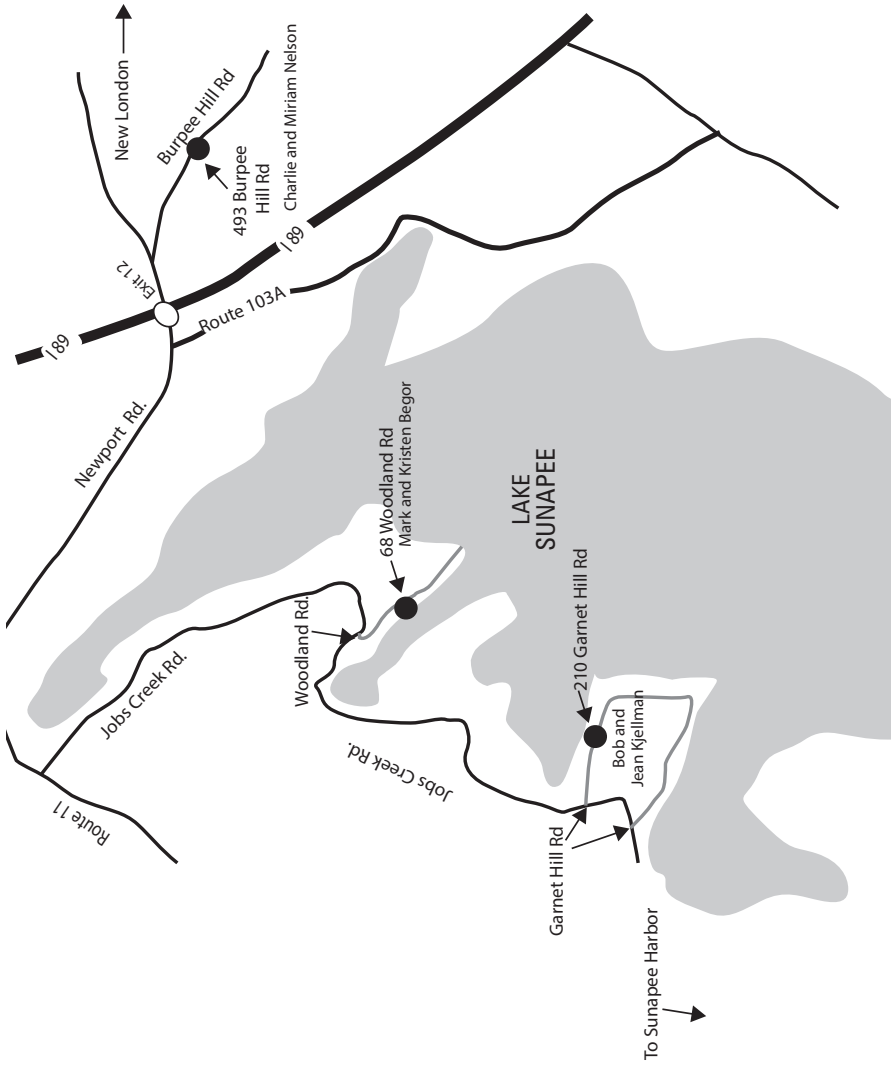 New London
Burpee Hill Rd
493 Burpee
Hill Rd
Charlie and Miriam Nelson
I 89
Exit 12
I 89
Route 103A
Newport Rd.
68 Woodland Rd
Mark and Kristen Begor
LAKE
SUNAPEE
Woodland Rd.
Jobs Creek Rd.
210 Garnet Hill Rd
Bob and
Jean Kjellman
Jobs Creek Rd.
Route 11
Garnet Hill Rd
To Sunapee Harbor